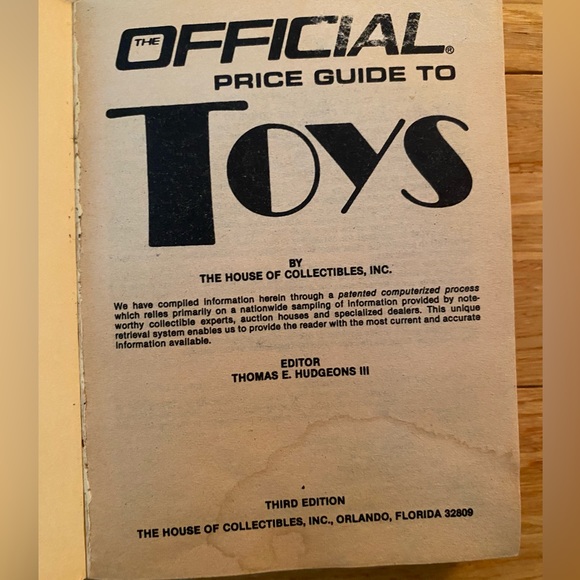 THE OFFICIAL®
PRICE GUIDE TO
TOYS
BY
THE HOUSE OF COLLECTIBLES, INC.
We have compiled information herein through a patented computerized process
which relies primarily on a nationwide sampling of information provided by note-
worthy collectible experts, auction houses and specialized dealers. This unique
retrieval system enables us to provide the reader with the most current and accurate
information available.
EDITOR
THOMAS E. HUDGEONS III
THIRD EDITION
THE HOUSE OF COLLECTIBLES, INC., ORLANDO, FLORIDA 32809